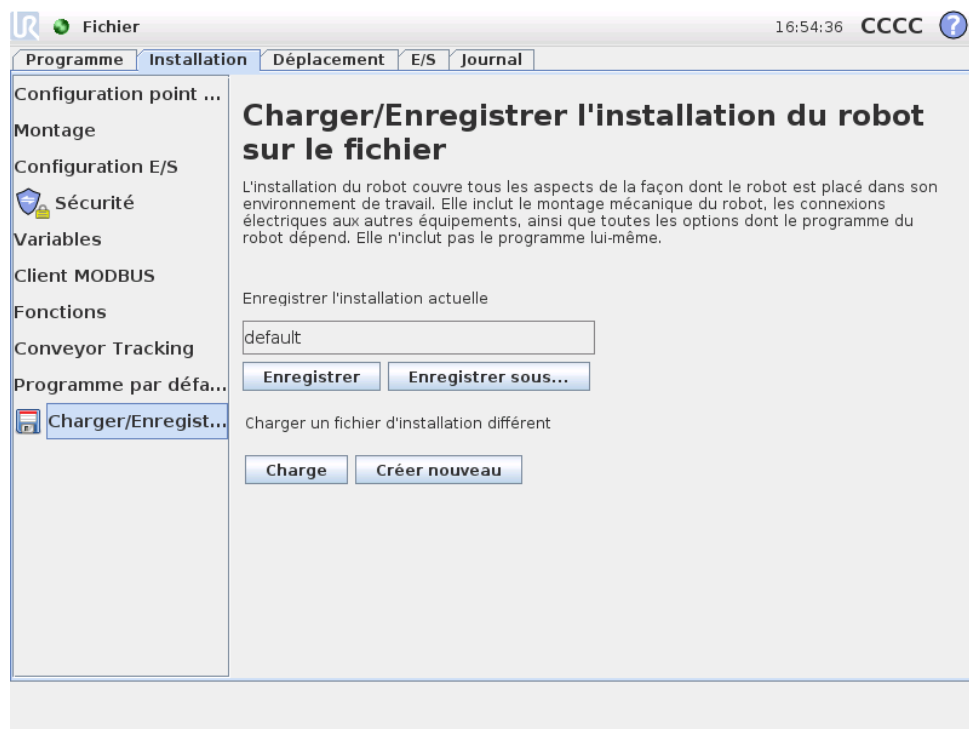 UR Fichier 16:54:36 CCCC ?
Programme Installation Déplacement E/S Journal
Configuration point ...
Montage
Configuration E/S
Sécurité
Variables
Client MODBUS
Fonctions
Conveyor Tracking
Programme par défa...
Charger/Enregist...
Charger/Enregistrer l'installation du robot
sur le fichier
L'installation du robot couvre tous les aspects de la façon dont le robot est placé dans son
environnement de travail. Elle inclut le montage mécanique du robot, les connexions
électriques aux autres équipements, ainsi que toutes les options dont le programme du
robot dépend. Elle n'inclut pas le programme lui-même.
Enregistrer l'installation actuelle
default
Enregistrer Enregistrer sous...
Charger un fichier d'installation différent
Charge Créer nouveau